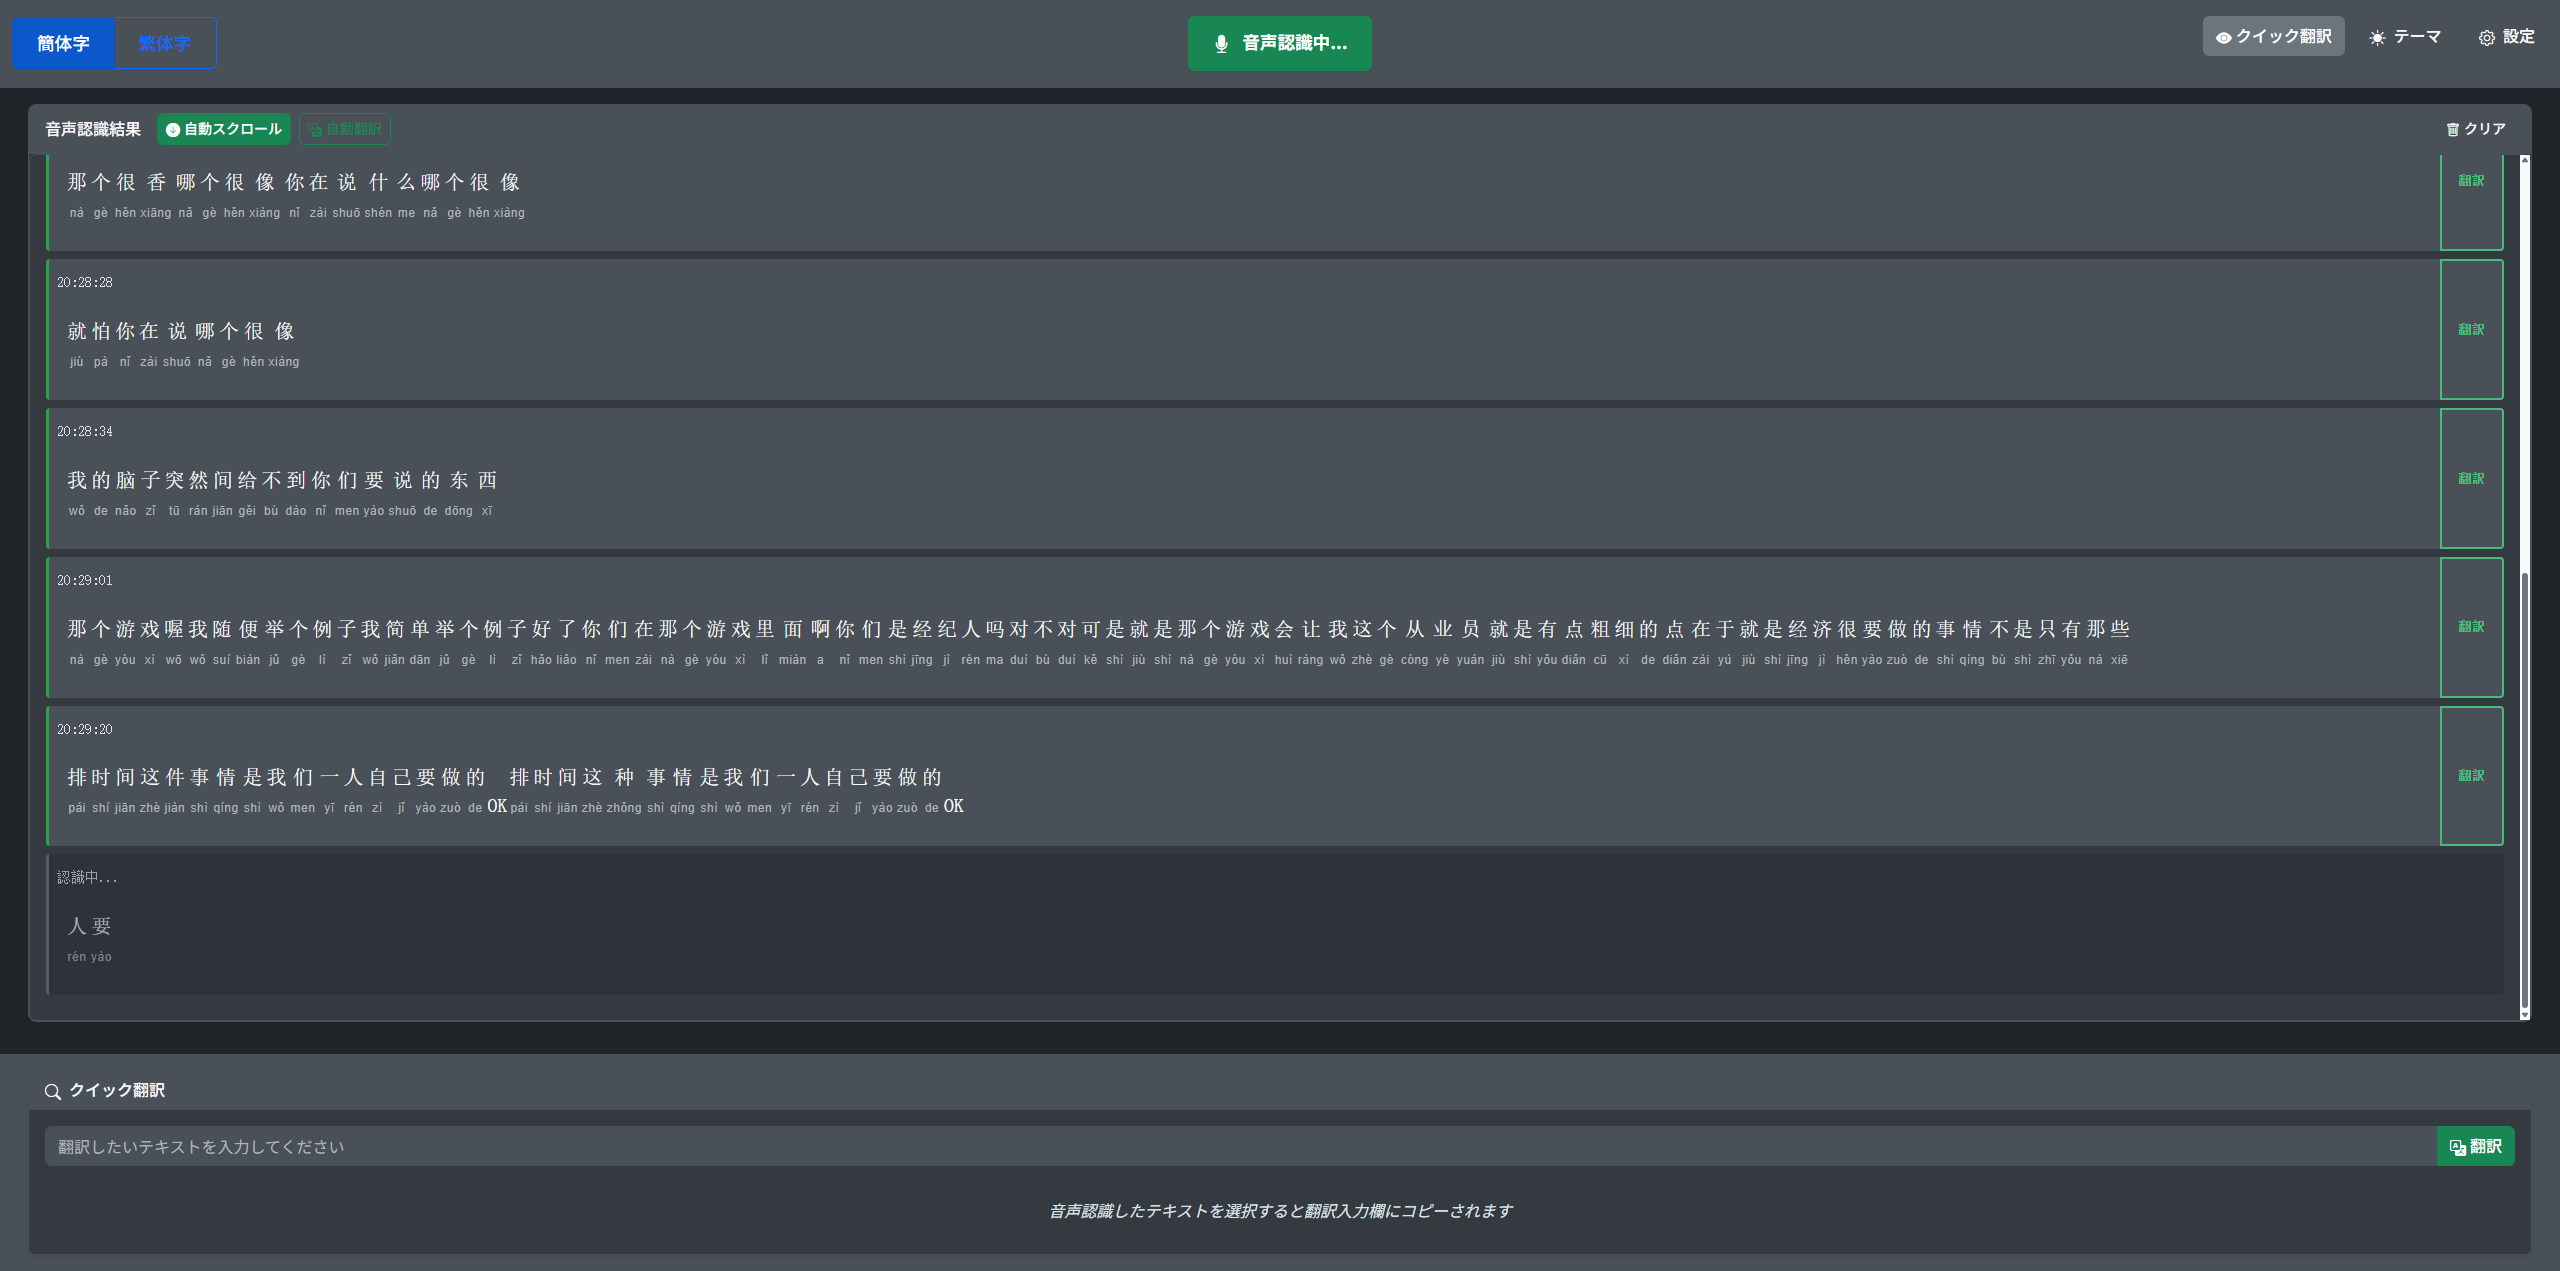 簡体字 繁体字 音声認識中... クイック翻訳 テーマ 設定
音声認識結果 自動スクロール 自動翻訳 クリア
那个很香哪个很像你在说什么哪个很像 翻訳
nà gè hěn xiāng nǎ gè hěn xiàng nǐ zài shuō shén me nǎ gè hěn xiàng
20:28:28
就怕你在说哪个很像 翻訳
jiù pà nǐ zài shuō nǎ gè hěn xiàng
20:28:34
我的脑子突然间给不到你们要说的东西 翻訳
wǒ de nǎo zǐ tū rán jiān gěi bù dào nǐ men yào shuō de dōng xī
20:29:01
那个游戏喔我随便举个例子我简单举个例子好了你们在那个游戏里面啊你们是经纪人吗对不对可是就是那个游戏会让我这个从业员就是有点粗细的点在于就是经济很要做的事情不是只有那些 翻訳
nà gè yóu xì wō wǒ suí biàn jǔ gè lì zǐ wǒ jiǎn dān jǔ gè lì zǐ hǎo liǎo nǐ men zài nà gè yóu xì lǐ miàn a nǐ men shì jīng jì rén ma duì bù duì kě shì jiù shì nà gè yóu xì huì ràng wǒ zhè gè cóng yè yuán jiù shì yǒu diǎn cū xì de diǎn zài yú jiù shì jīng jì hěn yào zuò de shì qíng bù shì zhī yǒu nà xiē
20:29:20
排时间这件事情是我们一人自己要做的 排时间这种事情是我们一人自己要做的 翻訳
pái shí jiān zhè jiàn shì qíng shì wǒ men yī rén zì jǐ yào zuò de OK pái shí jiān zhè zhǒng shì qíng shì wǒ men yī rén zì jǐ yào zuò de OK
認識中...
人要
rén yào
クイック翻訳
翻訳したいテキストを入力してください 翻訳
音声認識したテキストを選択すると翻訳入力欄にコピーされます